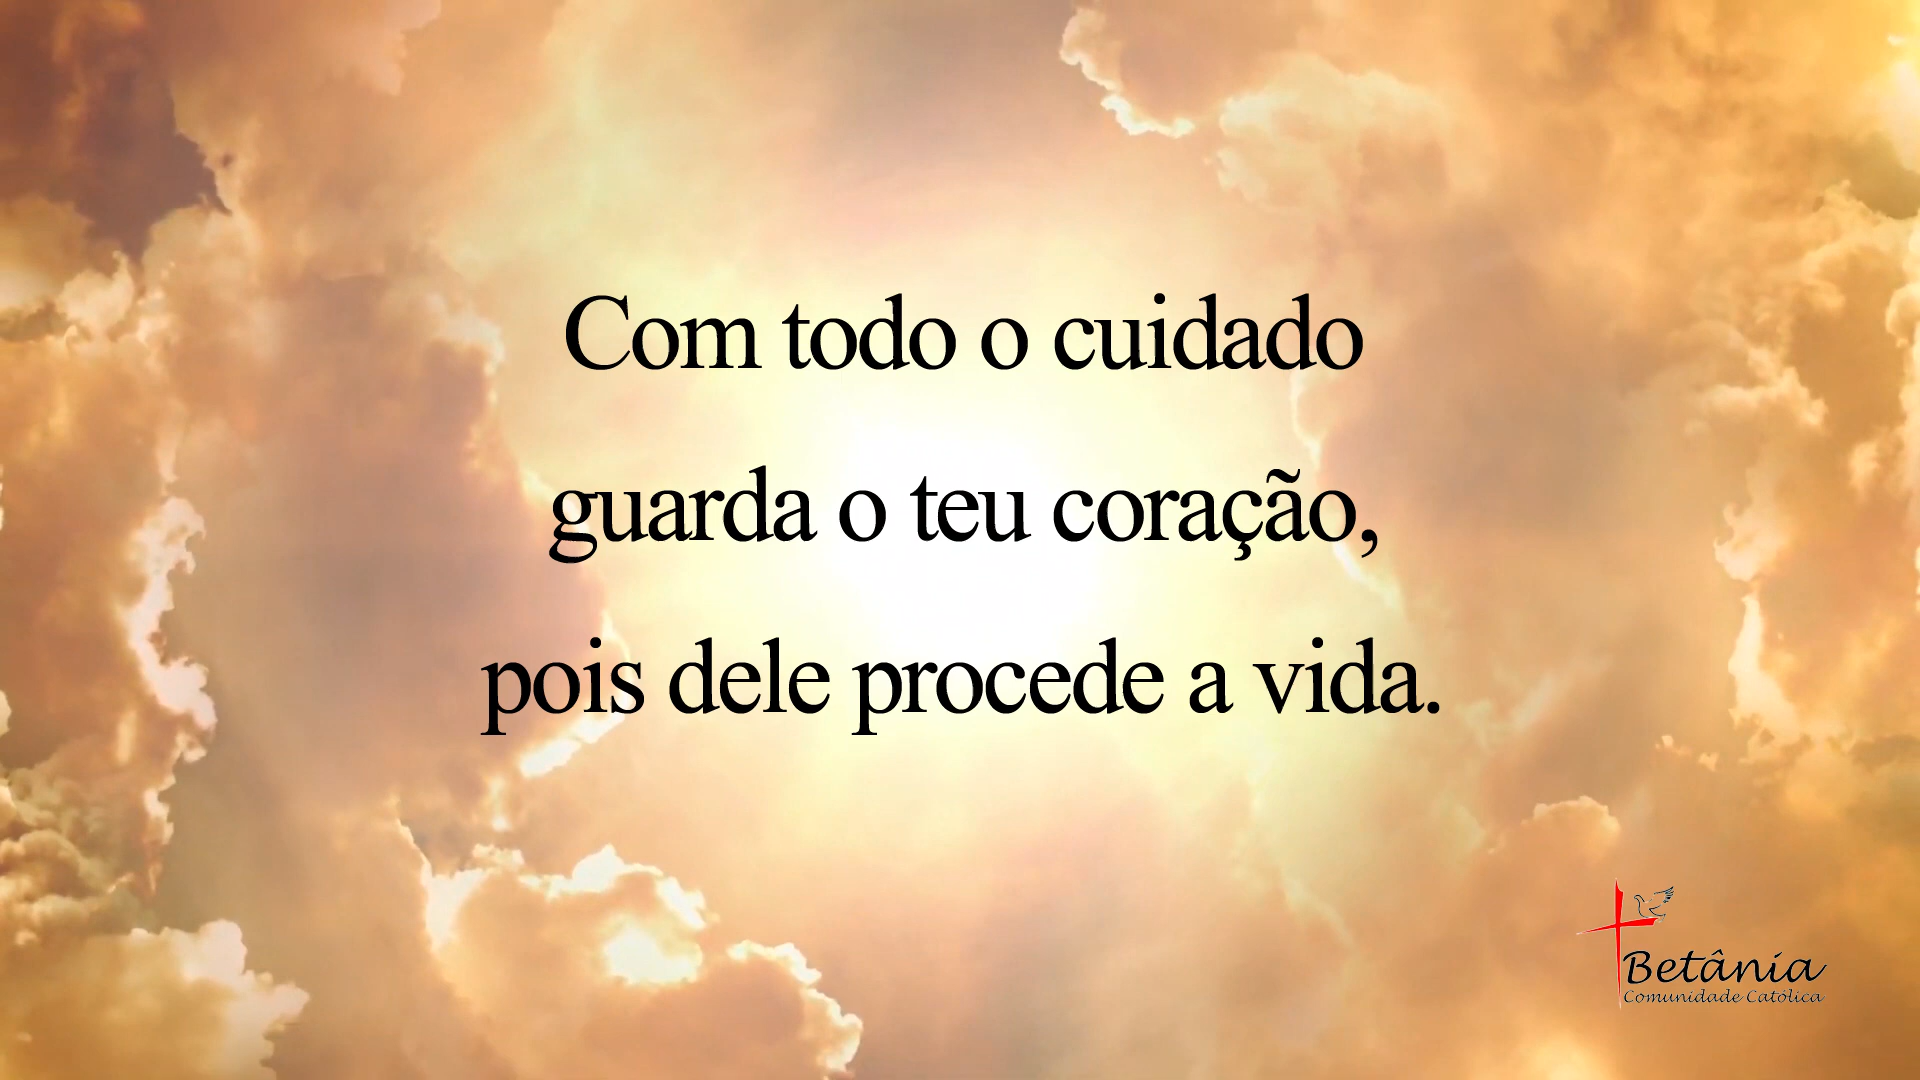 Com todo o cuidado
guarda o teu coração,
pois dele procede a vida.
Betânia
Comunidade Católica